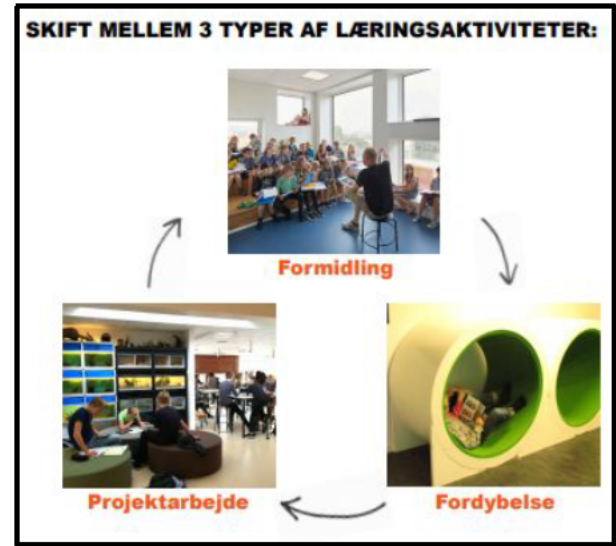 SKIFT MELLEM 3 TYPER AF LÆRINGSAKTIVITETER:
Formidling
Projektarbejde
Fordybelse